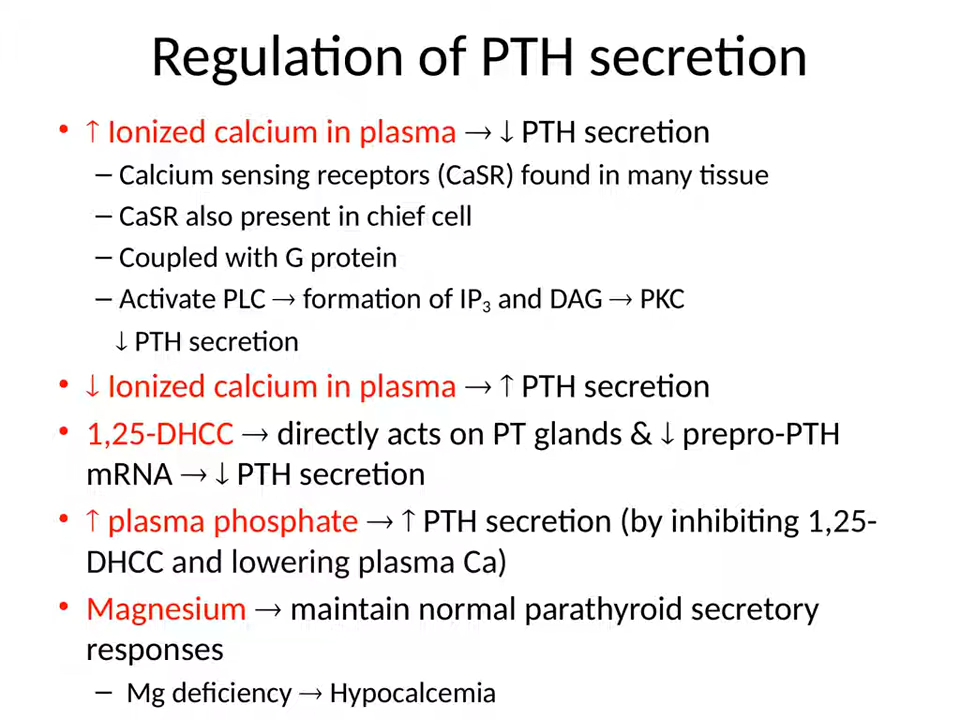 Regulation of PTH secretion
• ↑ Ionized calcium in plasma → ↓ PTH secretion
– Calcium sensing receptors (CaSR) found in many tissue
– CaSR also present in chief cell
– Coupled with G protein
– Activate PLC → formation of IP₃ and DAG → PKC
↓ PTH secretion
• ↓ Ionized calcium in plasma → ↑ PTH secretion
• 1,25-DHCC → directly acts on PT glands & ↓ prepro-PTH
mRNA → ↓ PTH secretion
• ↑ plasma phosphate → ↑ PTH secretion (by inhibiting 1,25-
DHCC and lowering plasma Ca)
• Magnesium → maintain normal parathyroid secretory
responses
– Mg deficiency → Hypocalcemia